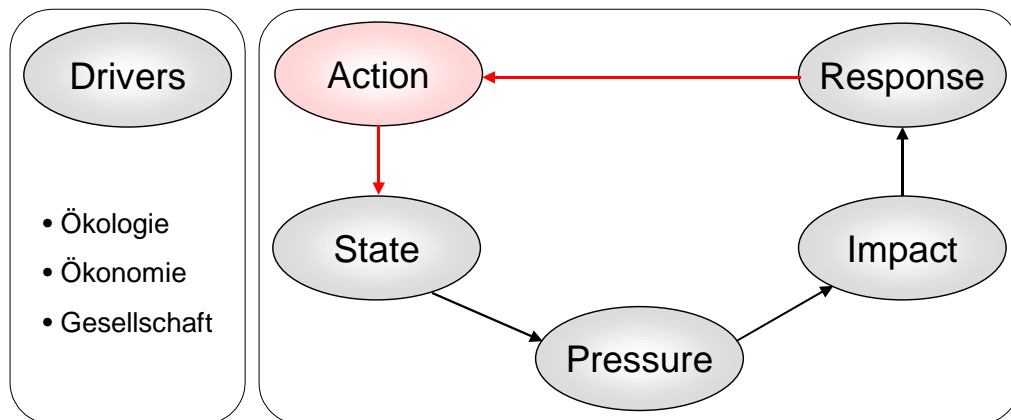 Drivers
• Ökologie
• Ökonomie
• Gesellschaft
Action
Response
State
Impact
Pressure